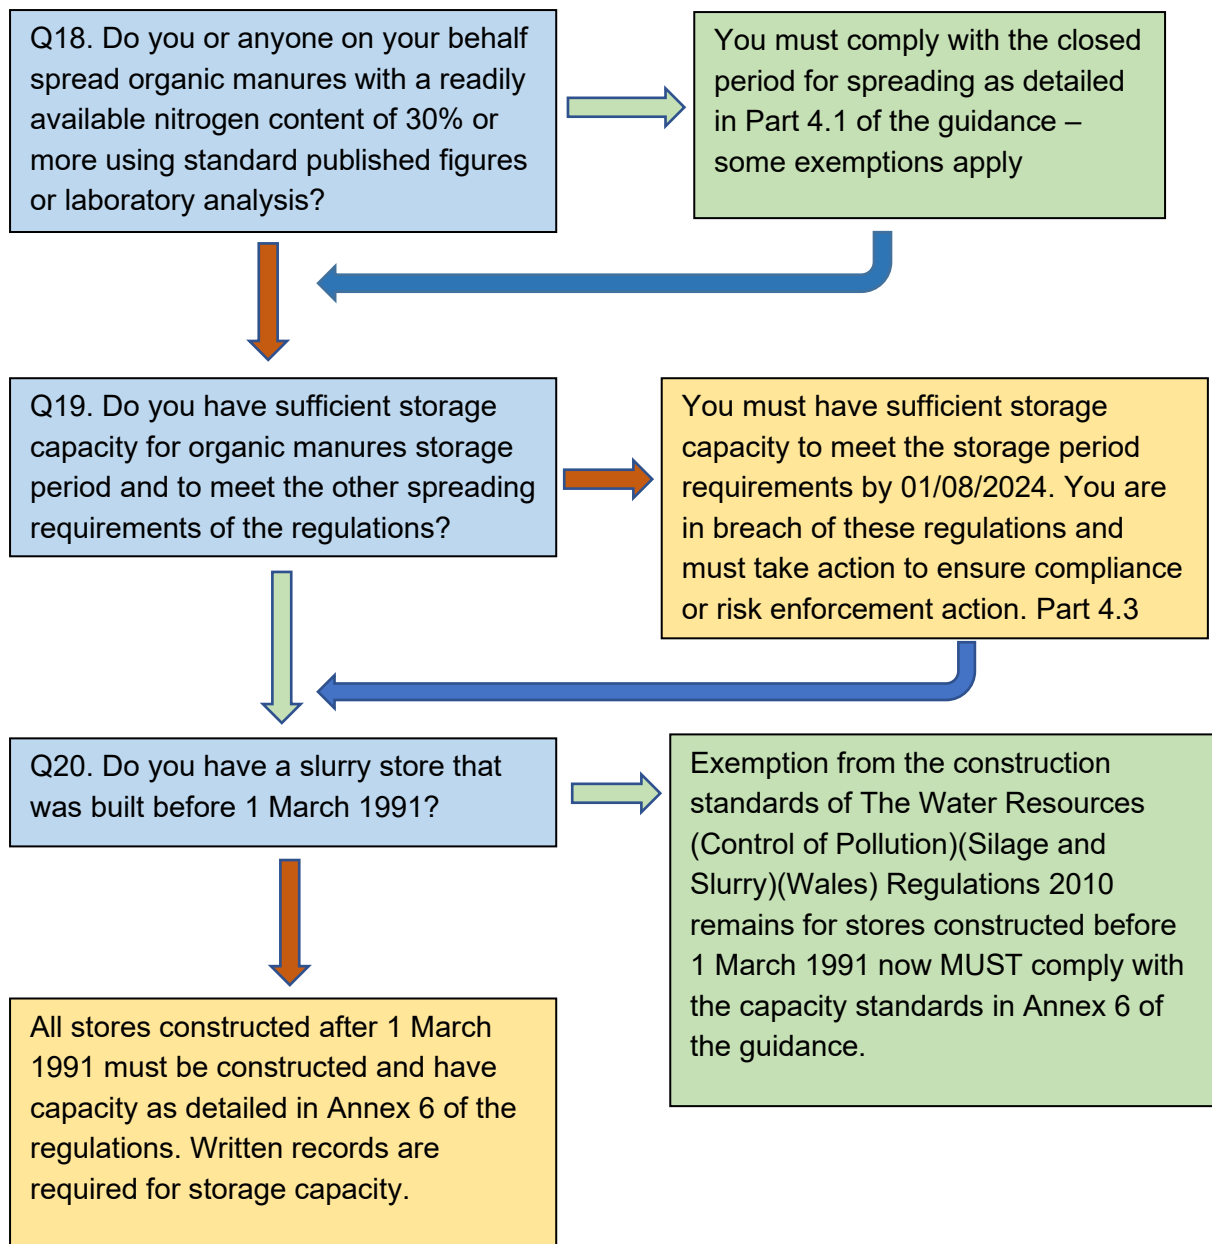 Q18. Do you or anyone on your behalf
spread organic manures with a readily
available nitrogen content of 30% or
more using standard published figures
or laboratory analysis?
You must comply with the closed
period for spreading as detailed
in Part 4.1 of the guidance –
some exemptions apply
Q19. Do you have sufficient storage
capacity for organic manures storage
period and to meet the other spreading
requirements of the regulations?
You must have sufficient storage
capacity to meet the storage period
requirements by 01/08/2024. You are
in breach of these regulations and
must take action to ensure compliance
or risk enforcement action. Part 4.3
Q20. Do you have a slurry store that
was built before 1 March 1991?
Exemption from the construction
standards of The Water Resources
(Control of Pollution)(Silage and
Slurry)(Wales) Regulations 2010
remains for stores constructed before
1 March 1991 now MUST comply with
the capacity standards in Annex 6 of
the guidance.
All stores constructed after 1 March
1991 must be constructed and have
capacity as detailed in Annex 6 of the
regulations. Written records are
required for storage capacity.